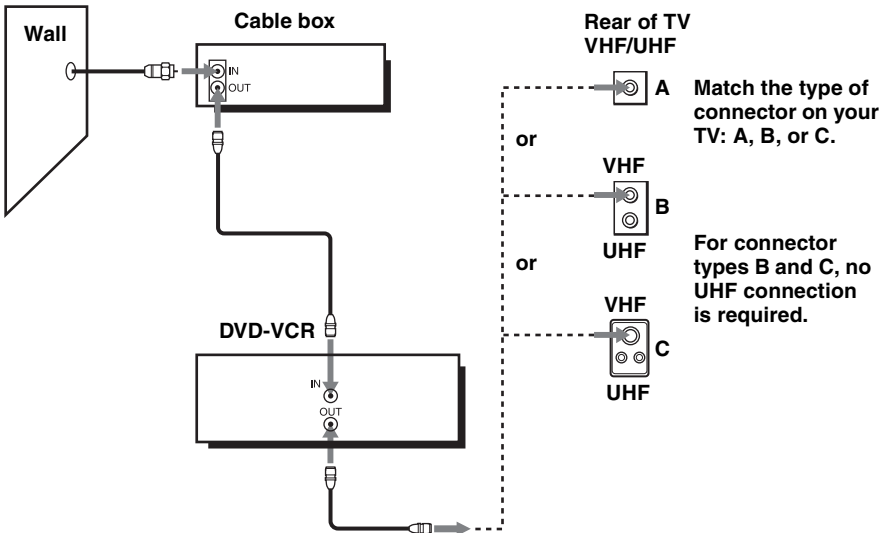 Wall
Cable box
IN
OUT
Rear of TV
VHF/UHF
A
Match the type of
connector on your
TV: A, B, or C.
or
VHF
B
UHF
or
For connector
types B and C, no
UHF connection
is required.
VHF
C
UHF
DVD-VCR
IN
OUT